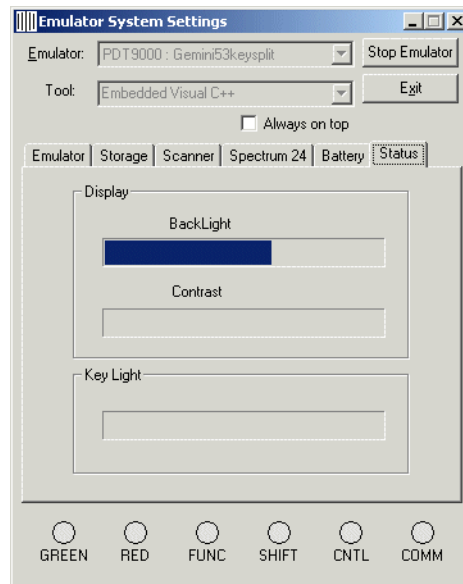 Emulator System Settings
Emulator: PDT9000 : Gemini53keysplit Stop Emulator
Tool: Embedded Visual C++ Exit
Always on top
Emulator Storage Scanner Spectrum 24 Battery Status
Display
BackLight
Contrast
Key Light
GREEN RED FUNC SHIFT CNTL COMM